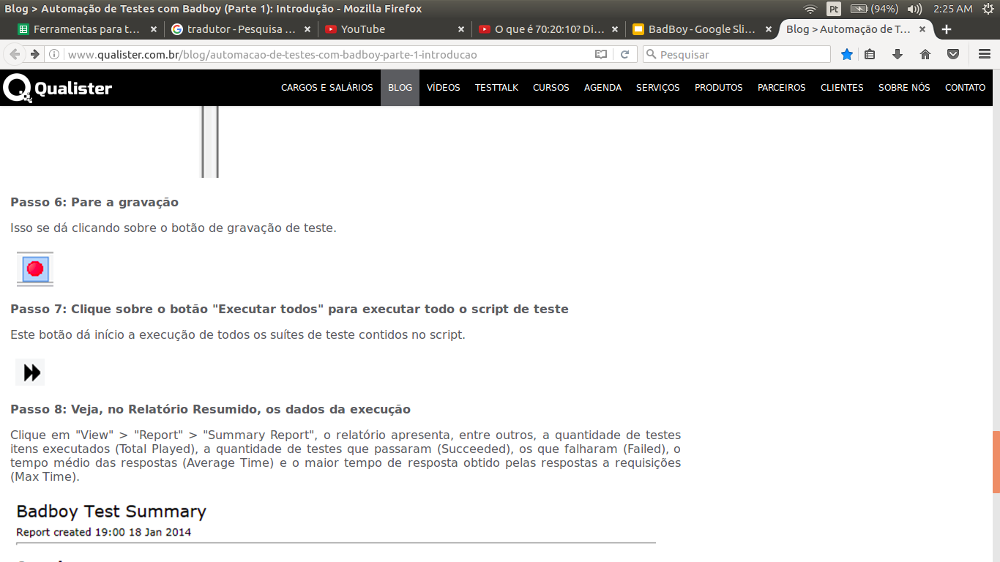 Blog > Automação de Testes com Badboy (Parte 1): Introdução - Mozilla Firefox
Pt (94%) 2:25 AM
Ferramentas para t...
tradutor - Pesquisa ...
YouTube
O que é 70:20:10? Di...
BadBoy - Google Sli...
Blog > Automação de T...
www.qualister.com.br/blog/automacao-de-testes-com-badboy-parte-1-introducao
Pesquisar
Qualister
CARGOS E SALÁRIOS BLOG VÍDEOS TESTTALK CURSOS AGENDA SERVIÇOS PRODUTOS PARCEIROS CLIENTES SOBRE NÓS CONTATO
Passo 6: Pare a gravação
Isso se dá clicando sobre o botão de gravação de teste.
Passo 7: Clique sobre o botão "Executar todos" para executar todo o script de teste
Este botão dá início a execução de todos os suítes de teste contidos no script.
Passo 8: Veja, no Relatório Resumido, os dados da execução
Clique em "View" > "Report" > "Summary Report", o relatório apresenta, entre outros, a quantidade de testes
itens executados (Total Played), a quantidade de testes que passaram (Succeeded), os que falharam (Failed), o
tempo médio das respostas (Average Time) e o maior tempo de resposta obtido pelas respostas a requisições
(Max Time).
Badboy Test Summary
Report created 19:00 18 Jan 2014